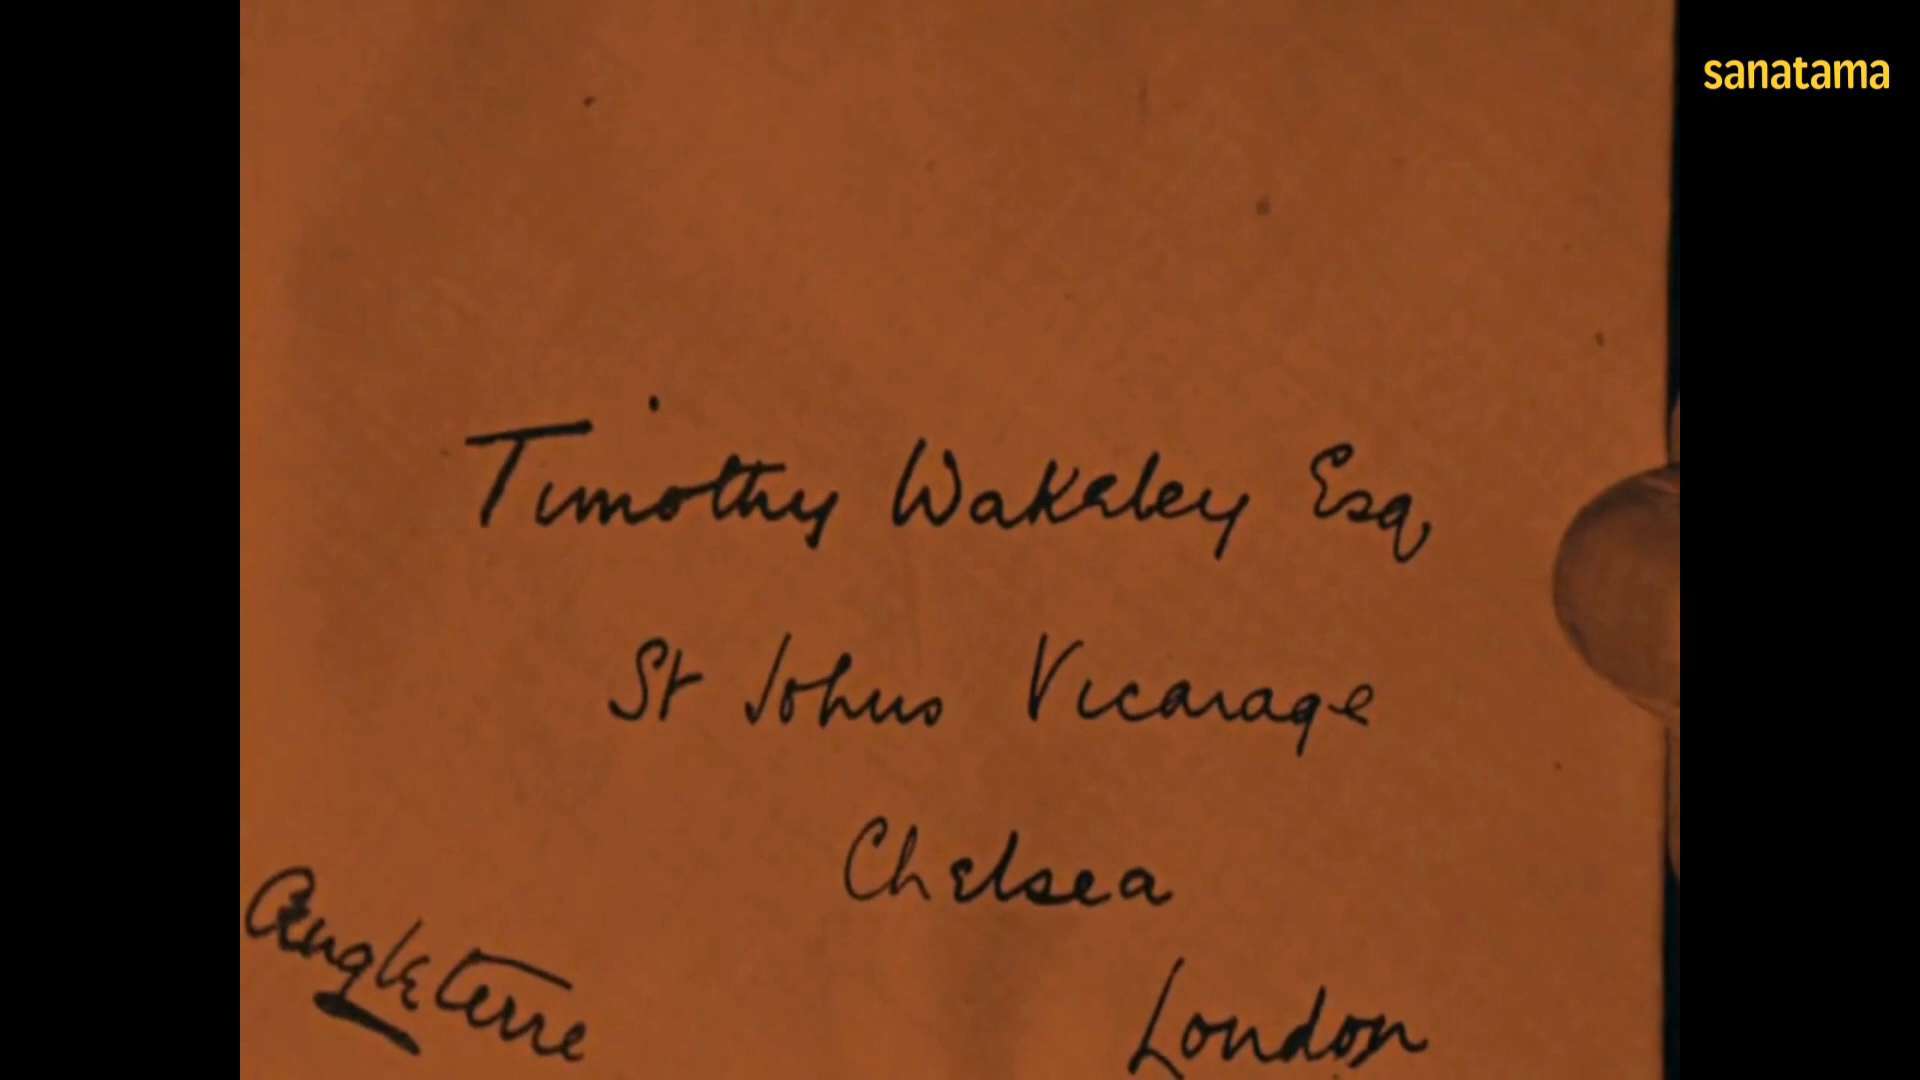 sanatama
Timothy Wakeley Esq,
St Johns Vicarage
Chelsea
Angleterre
London